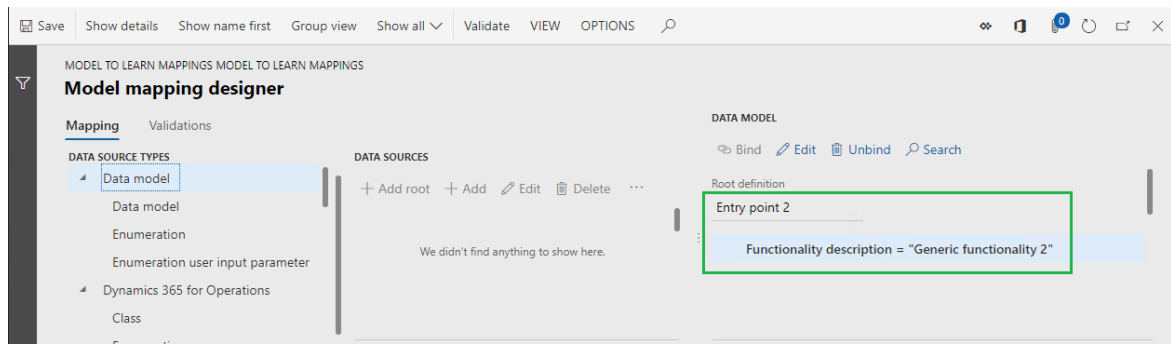 Save Show details Show name first Group view Show all Validate VIEW OPTIONS 0
MODEL TO LEARN MAPPINGS MODEL TO LEARN MAPPINGS
Model mapping designer
Mapping Validations
DATA SOURCE TYPES
Data model
Data model
Enumeration
Enumeration user input parameter
Dynamics 365 for Operations
Class
DATA SOURCES
+ Add root + Add Edit Delete ...
We didn't find anything to show here.
DATA MODEL
Bind Edit Unbind Search
Root definition
Entry point 2
Functionality description = "Generic functionality 2"